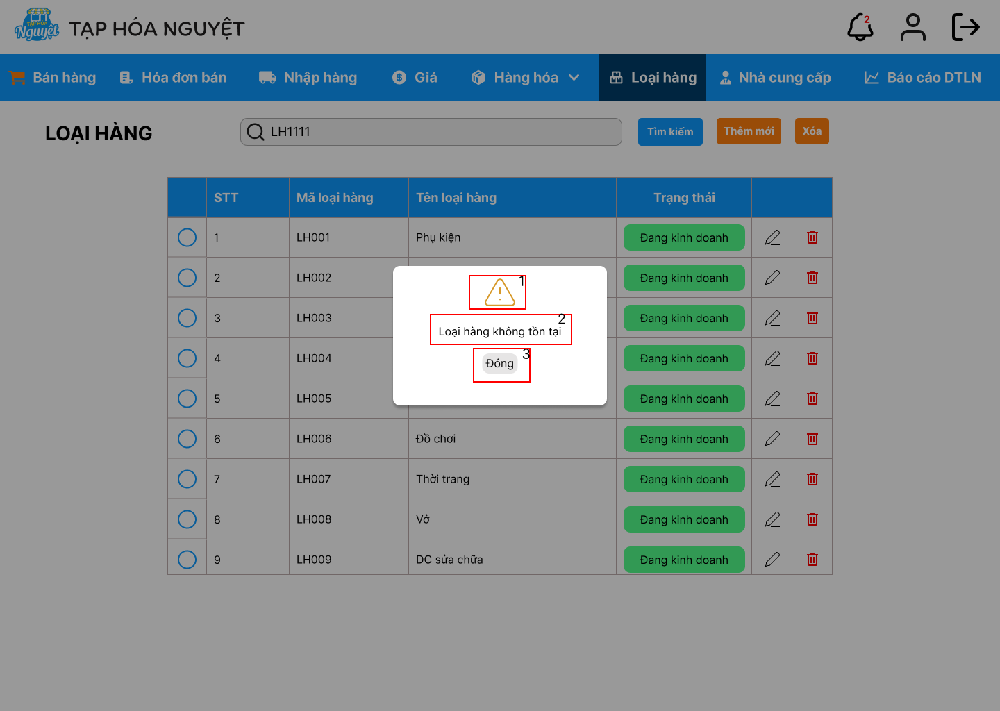 TẠP HÓA
Nguyệt
TẠP HÓA NGUYỆT
2
Bán hàng
Hóa đơn bán
Nhập hàng
Giá
Hàng hóa
Loại hàng
Nhà cung cấp
Báo cáo DTLN
LOẠI HÀNG
LH1111
Tìm kiếm
Thêm mới
Xóa
STT Mã loại hàng Tên loại hàng Trạng thái
1 LH001 Phụ kiện Đang kinh doanh
2 LH002 Đang kinh doanh
3 LH003 Đang kinh doanh
4 LH004 Đang kinh doanh
5 LH005 Đang kinh doanh
6 LH006 Đồ chơi Đang kinh doanh
7 LH007 Thời trang Đang kinh doanh
8 LH008 Vở Đang kinh doanh
9 LH009 DC sửa chữa Đang kinh doanh
1
2
Loại hàng không tồn tại
3
Đóng